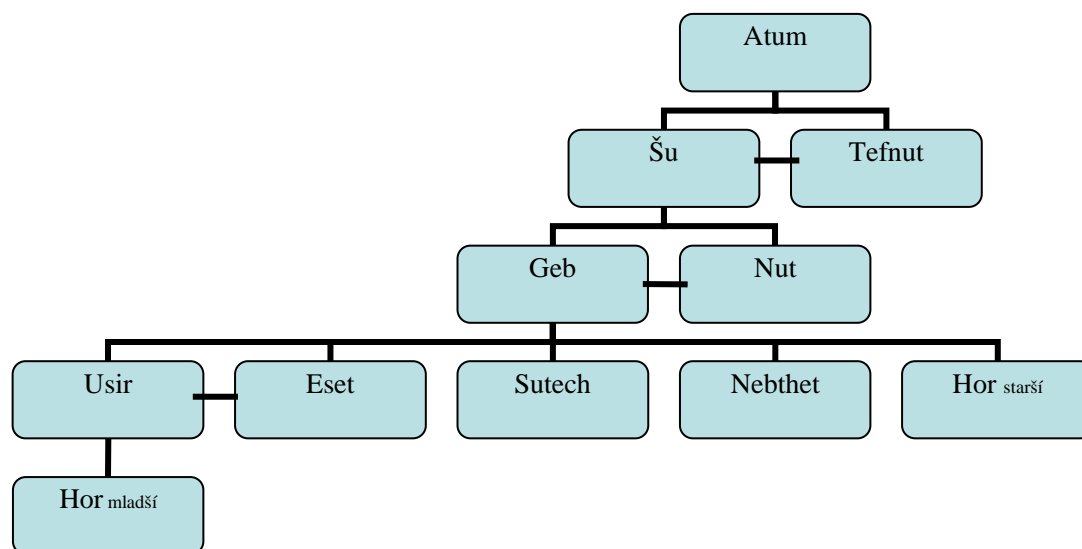 Atum
Šu
Tefnut
Geb
Nut
Usir
Eset
Sutech
Nebthet
Hor starší
Hor mladší